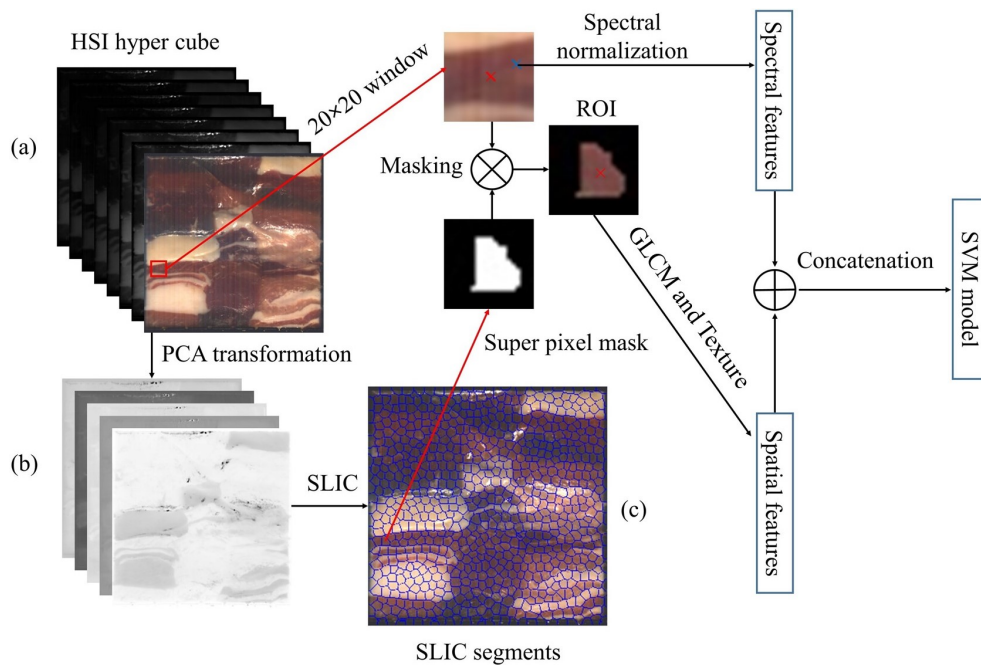 HSI hyper cube
(a)
20×20 window
Spectral
normalization
Masking
ROI
Spectral features
GLCM and Texture
Concatenation
SVM model
PCA transformation
Super pixel mask
(b)
SLIC
(c)
Spatial features
SLIC segments